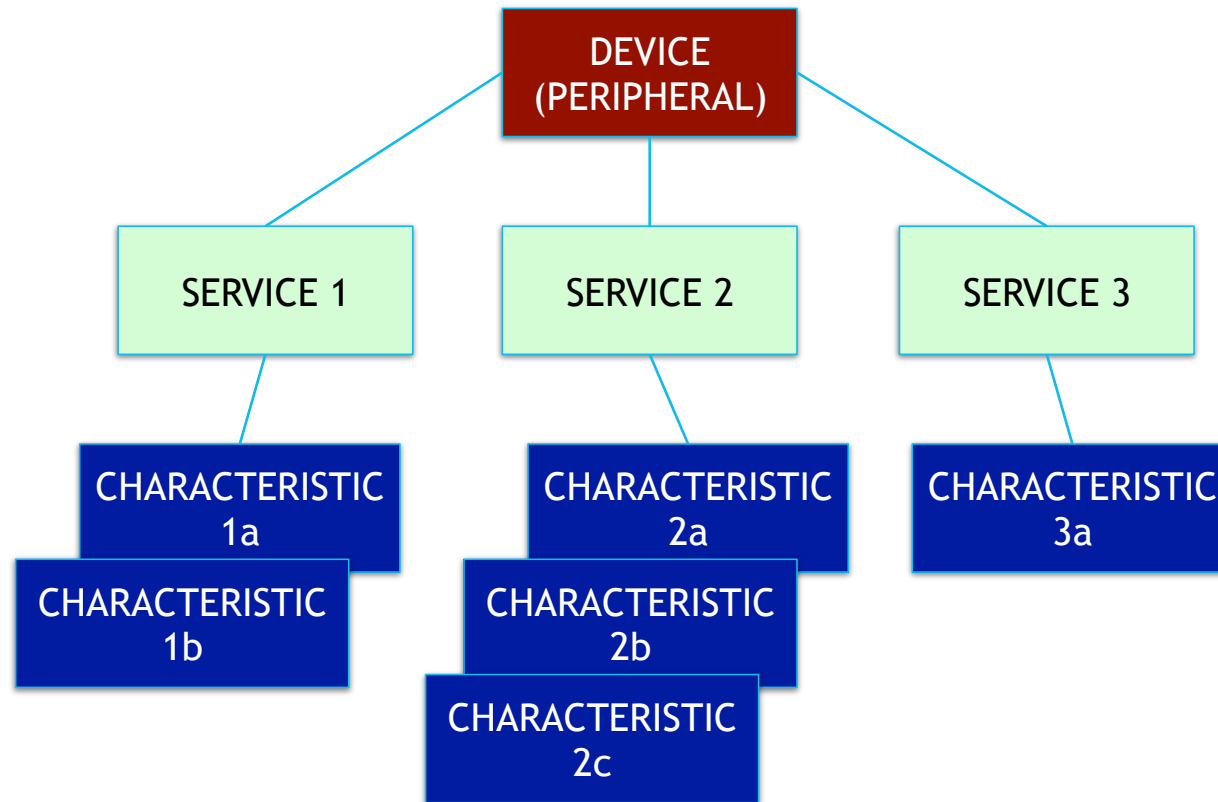 DEVICE
(PERIPHERAL)
SERVICE 1
SERVICE 2
SERVICE 3
CHARACTERISTIC
1a
CHARACTERISTIC
1b
CHARACTERISTIC
2a
CHARACTERISTIC
2b
CHARACTERISTIC
2c
CHARACTERISTIC
3a